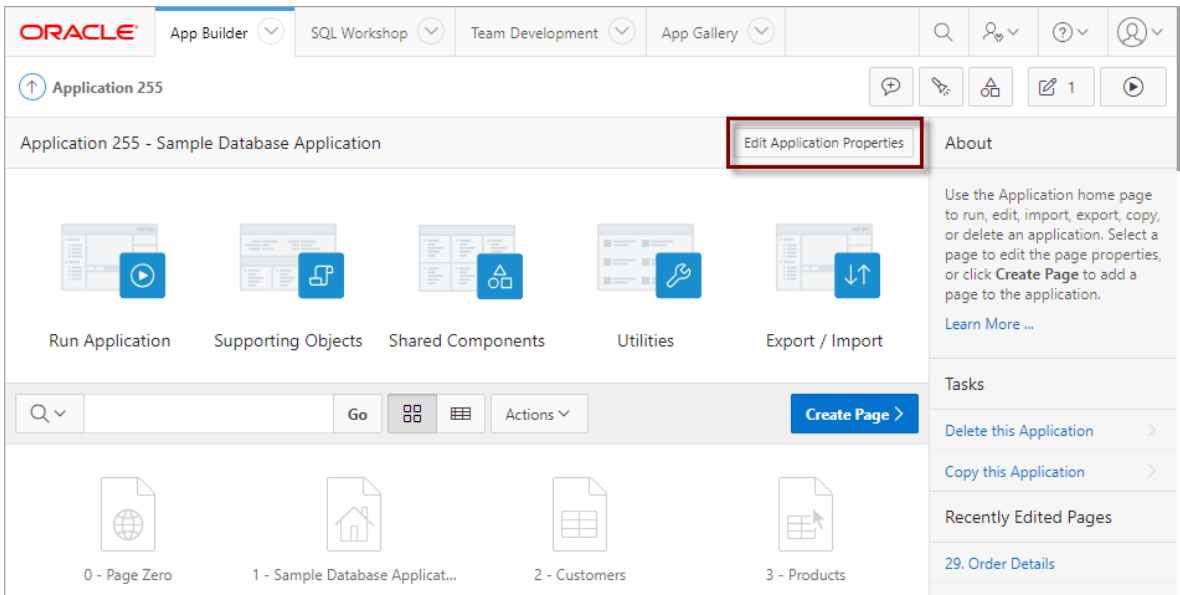 ORACLE App Builder SQL Workshop Team Development App Gallery
Application 255
1
Application 255 - Sample Database Application
Edit Application Properties
About
Use the Application home page
to run, edit, import, export, copy,
or delete an application. Select a
page to edit the page properties,
or click Create Page to add a
page to the application.
Learn More ...
Run Application
Supporting Objects
Shared Components
Utilities
Export / Import
Tasks
Go
Actions
Create Page >
Delete this Application
Copy this Application
Recently Edited Pages
29. Order Details
0 - Page Zero
1 - Sample Database Applicat...
2 - Customers
3 - Products